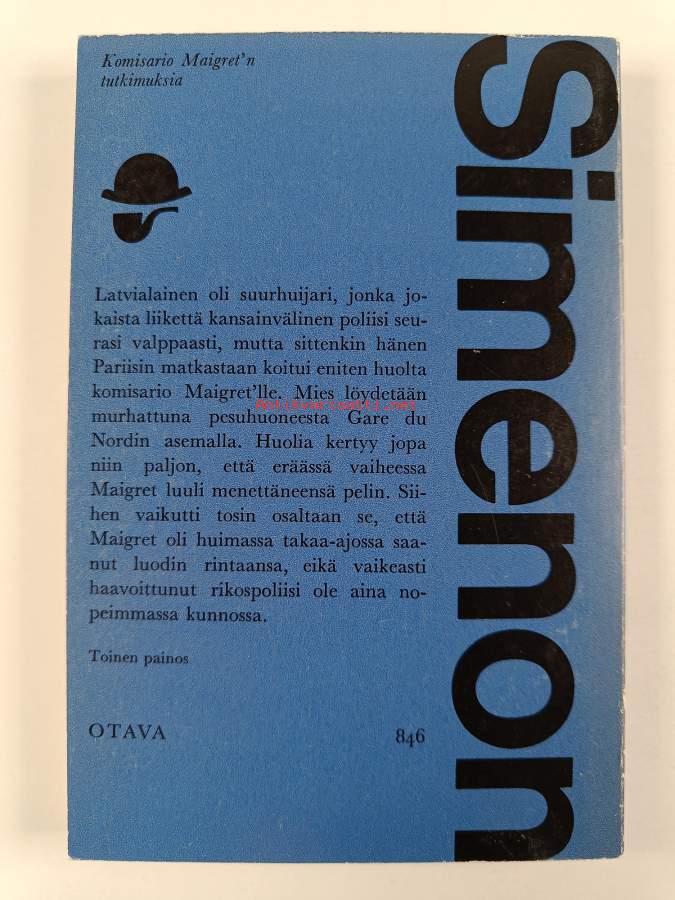 Komisario Maigret'n
tutkimuksia
Simenon
Latvialainen oli suurhuijari, jonka jo-
kaista liikettä kansainvälinen poliisi seu-
rasi valppaasti, mutta sittenkin hänen
Pariisin matkastaan koitui eniten huolta
komisario Maigret'lle. Mies löydetään
Antikvariaatti.net
murhattuna pesuhuoneesta Gare du
Nordin asemalla. Huolia kertyy jopa
niin paljon, että eräässä vaiheessa
Maigret luuli menettäneensä pelin. Sii-
hen vaikutti tosin osaltaan se, että
Maigret oli huimassa takaa-ajossa saa-
nut luodin rintaansa, eikä vaikeasti
haavoittunut rikospoliisi ole aina no-
peimmassa kunnossa.
Toinen painos
OTAVA 846